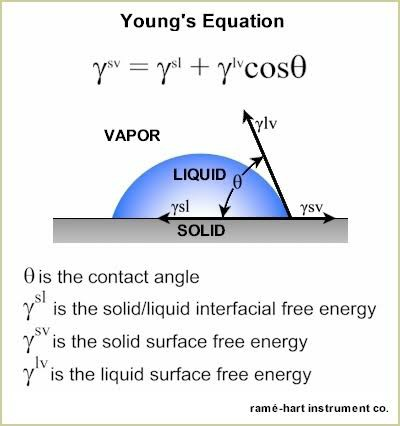 Young's Equation
γsv = γsl + γlvcosθ
γlv
VAPOR
LIQUID
θ
γsl
γsv
SOLID
θ is the contact angle
γsl is the solid/liquid interfacial free energy
γsv is the solid surface free energy
γlv is the liquid surface free energy
ramé-hart instrument co.